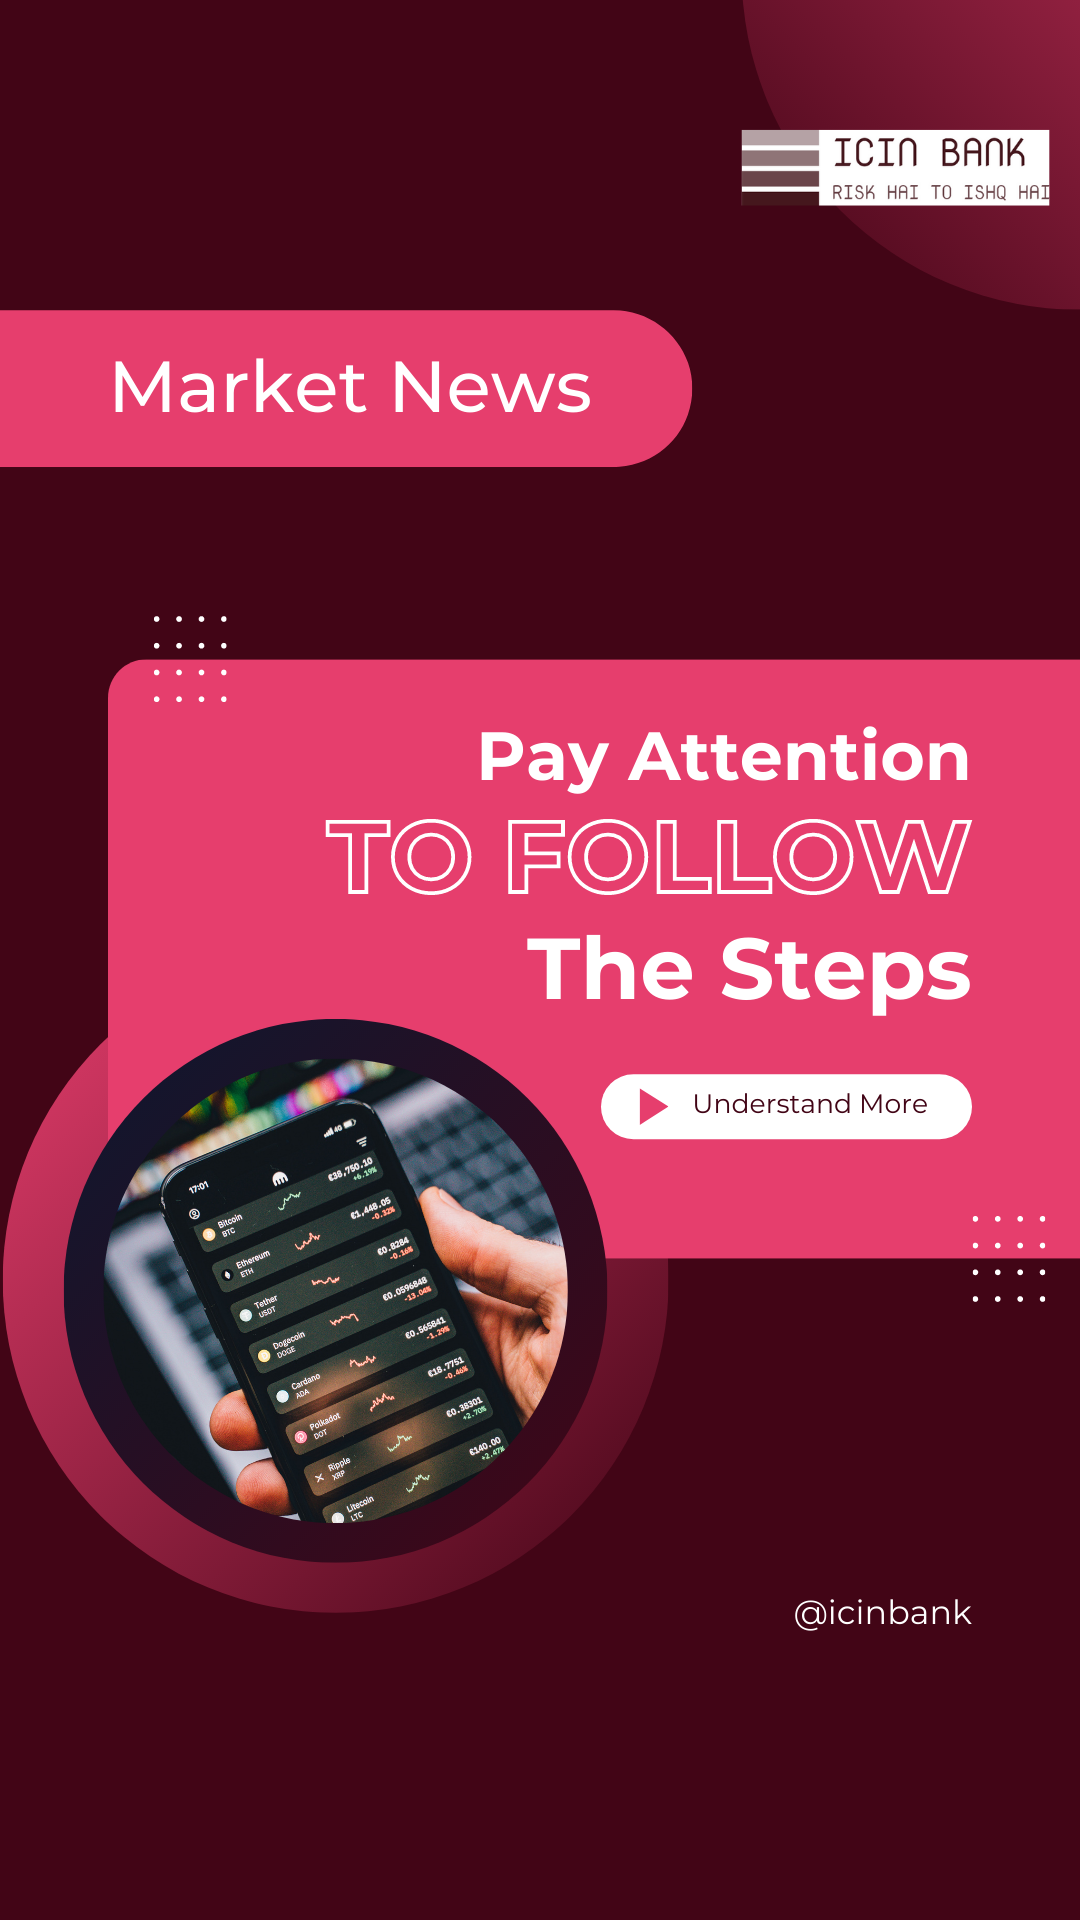 ICIN BANK
RISK HAI TO ISHQ HAI
Market News
Pay Attention
TO FOLLOW
The Steps
Understand More
17:01
4G
Bitcoin
BTC
€38,750.10
+6.19%
Ethereum
ETH
€1,448.05
-0.32%
Tether
USDT
€0.8284
-0.16%
Dogecoin
DOGE
€0.0596848
-13.04%
Cardano
ADA
€0.565841
-1.29%
Polkadot
DOT
€18.7751
-0.46%
Ripple
XRP
€0.38301
+2.70%
Litecoin
LTC
€140.00
+2.47%
@icinbank